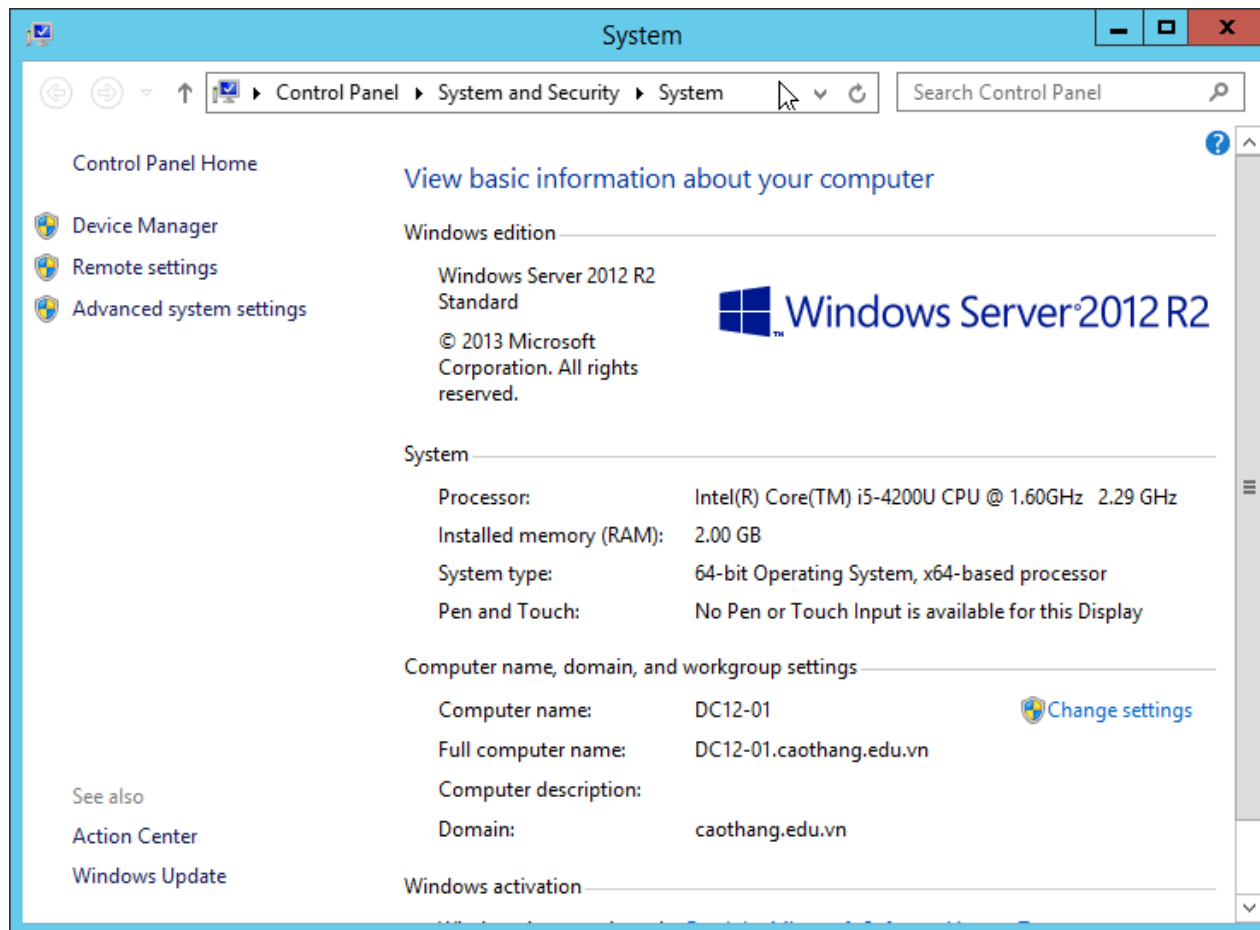 System
Control Panel System and Security System
Search Control Panel
Control Panel Home
Device Manager
Remote settings
Advanced system settings
See also
Action Center
Windows Update
View basic information about your computer
Windows edition
Windows Server 2012 R2
Standard
© 2013 Microsoft
Corporation. All rights
reserved.
Windows Server 2012 R2
System
Processor: Intel(R) Core(TM) i5-4200U CPU @ 1.60GHz 2.29 GHz
Installed memory (RAM): 2.00 GB
System type: 64-bit Operating System, x64-based processor
Pen and Touch: No Pen or Touch Input is available for this Display
Computer name, domain, and workgroup settings
Computer name: DC12-01 Change settings
Full computer name: DC12-01.caothang.edu.vn
Computer description:
Domain: caothang.edu.vn
Windows activation